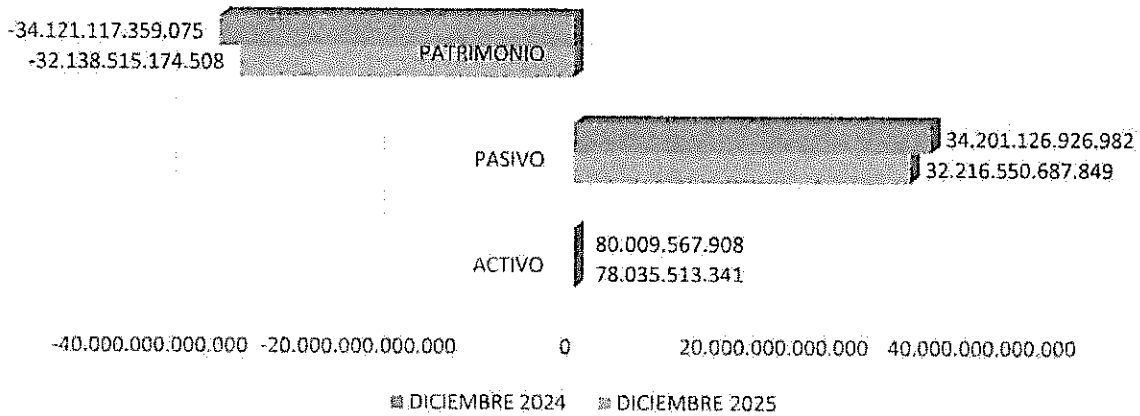 -34.121.117.359.075
-32.138.515.174.508
PATRIMONIO
34.201.126.926.982
PASIVO
32.216.550.687.849
80.009.567.908
ACTIVO
78.035.513.341
-40.000.000.000.000 -20.000.000.000.000 0 20.000.000.000.000 40.000.000.000.000
DICIEMBRE 2024 DICIEMBRE 2025